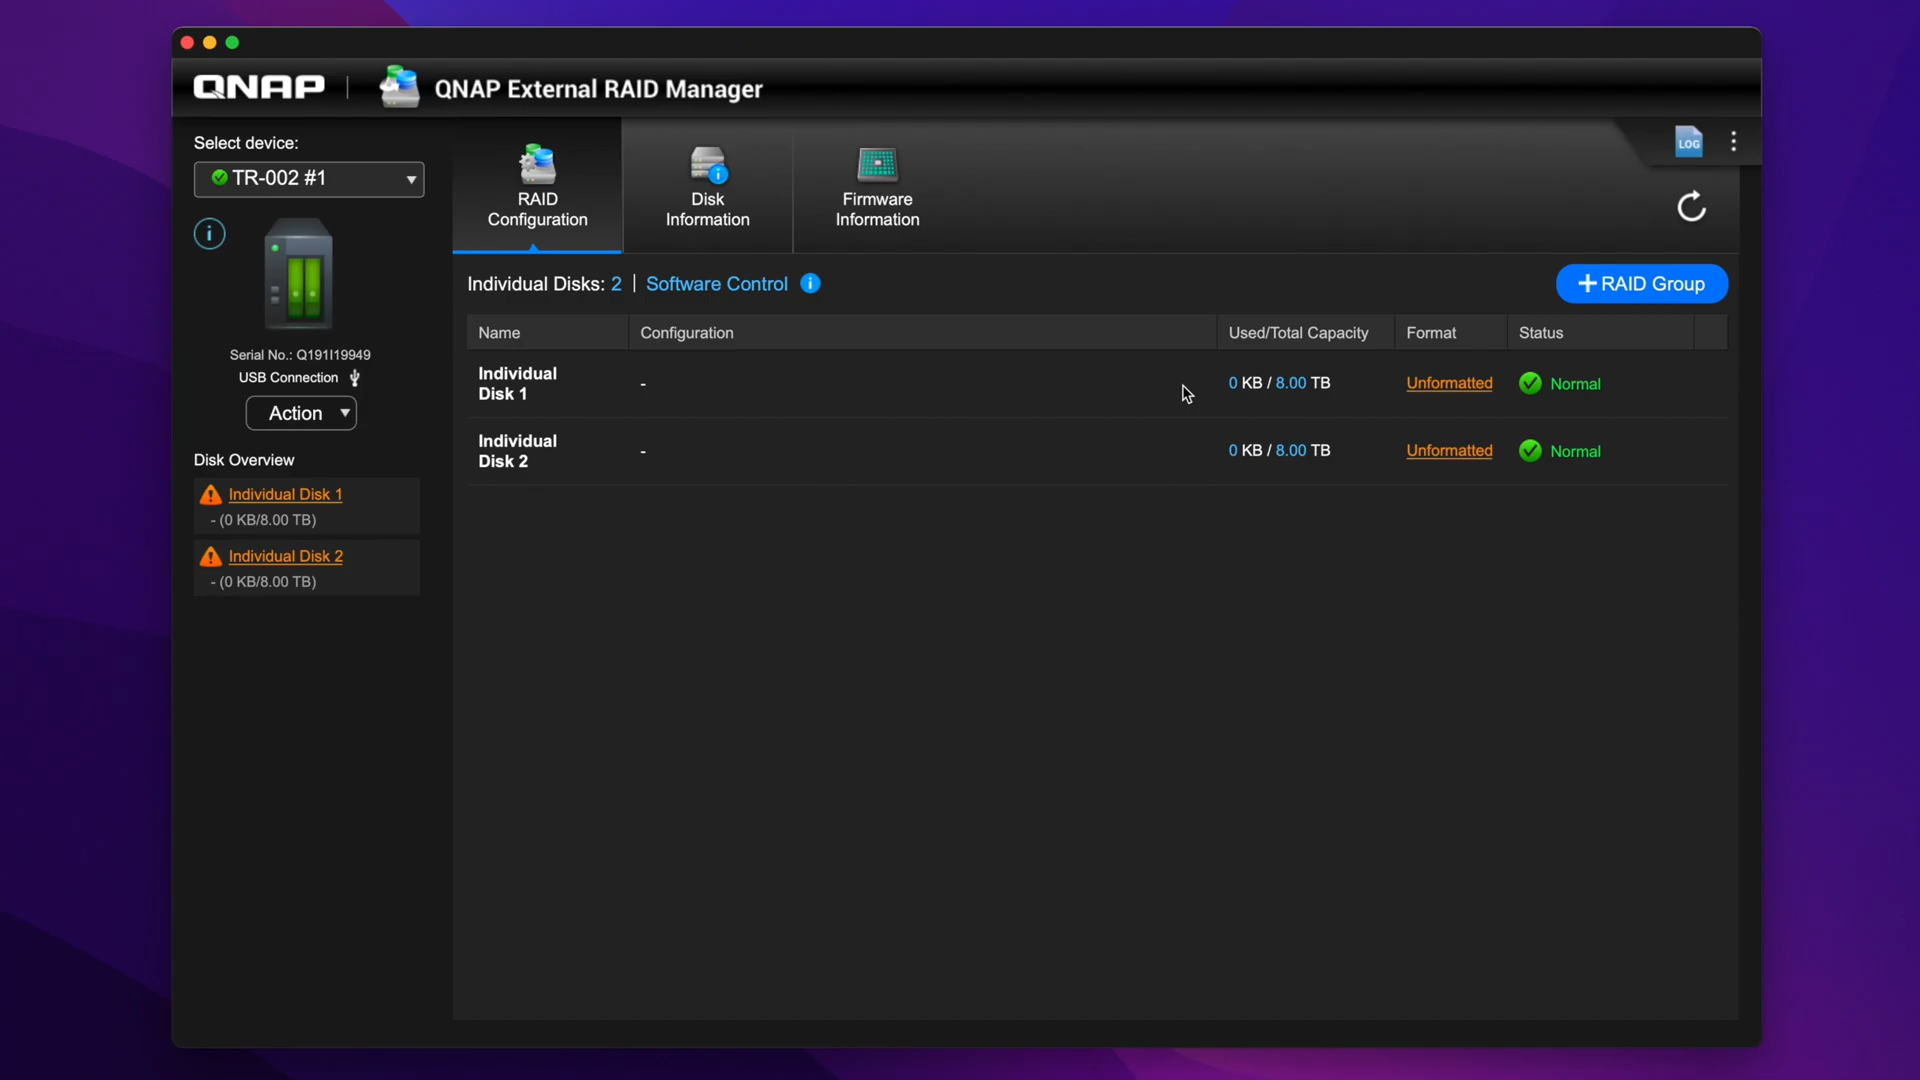 QNAP | QNAP External RAID Manager
Select device:
TR-002 #1
Serial No.: Q191I19949
USB Connection
Action
Disk Overview
Individual Disk 1
- (0 KB/8.00 TB)
Individual Disk 2
- (0 KB/8.00 TB)
RAID
Configuration
Disk
Information
Firmware
Information
LOG
Individual Disks: 2 | Software Control
+ RAID Group
Name Configuration Used/Total Capacity Format Status
Individual
Disk 1
- 0 KB / 8.00 TB Unformatted Normal
Individual
Disk 2
- 0 KB / 8.00 TB Unformatted Normal